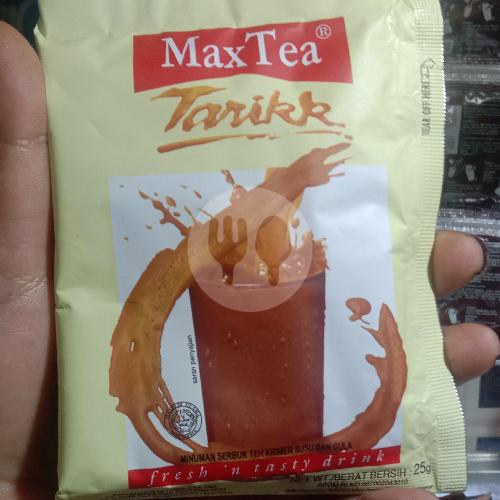 MaxTea®
Tarikk
TEAR OFF HERE
saran penyajian
MINUMAN SERBUK TEH KRIMER SUSU DAN GULA
fresh 'n tasty drink
NET WT/BERAT BERSIH : 25g